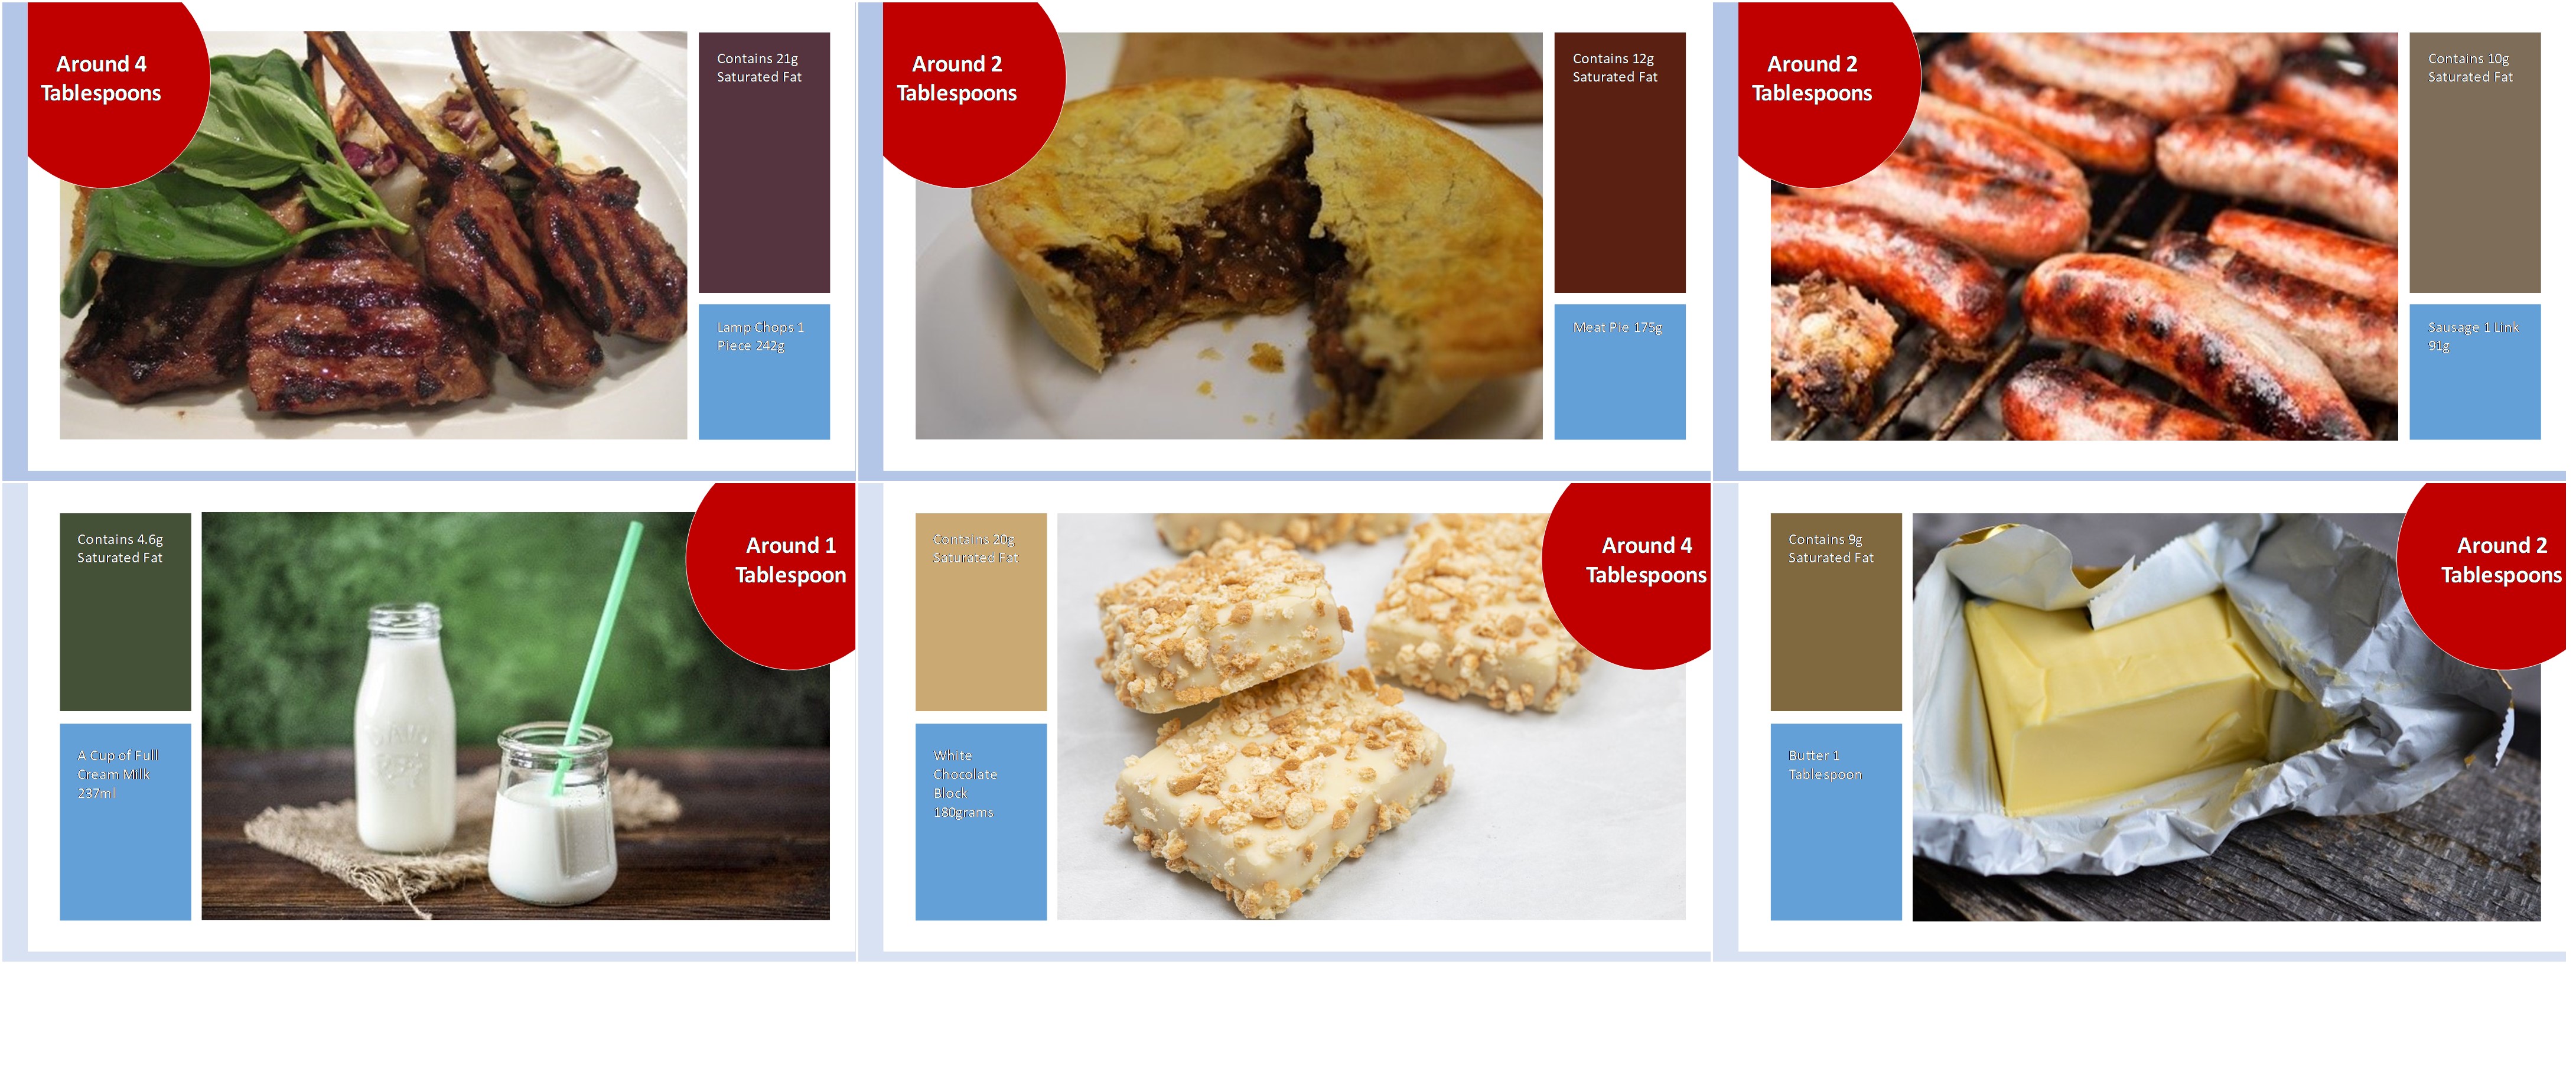 Around 4
Tablespoons
Contains 21g
Saturated Fat
Lamp Chops 1
Piece 242g
Around 2
Tablespoons
Contains 12g
Saturated Fat
Meat Pie 175g
Around 2
Tablespoons
Contains 10g
Saturated Fat
Sausage 1 Link
91g
Contains 4.6g
Saturated Fat
A Cup of Full
Cream Milk
237ml
Around 1
Tablespoon
Contains 20g
Saturated Fat
White
Chocolate
Block
180grams
Around 4
Tablespoons
Contains 9g
Saturated Fat
Butter 1
Tablespoon
Around 2
Tablespoons